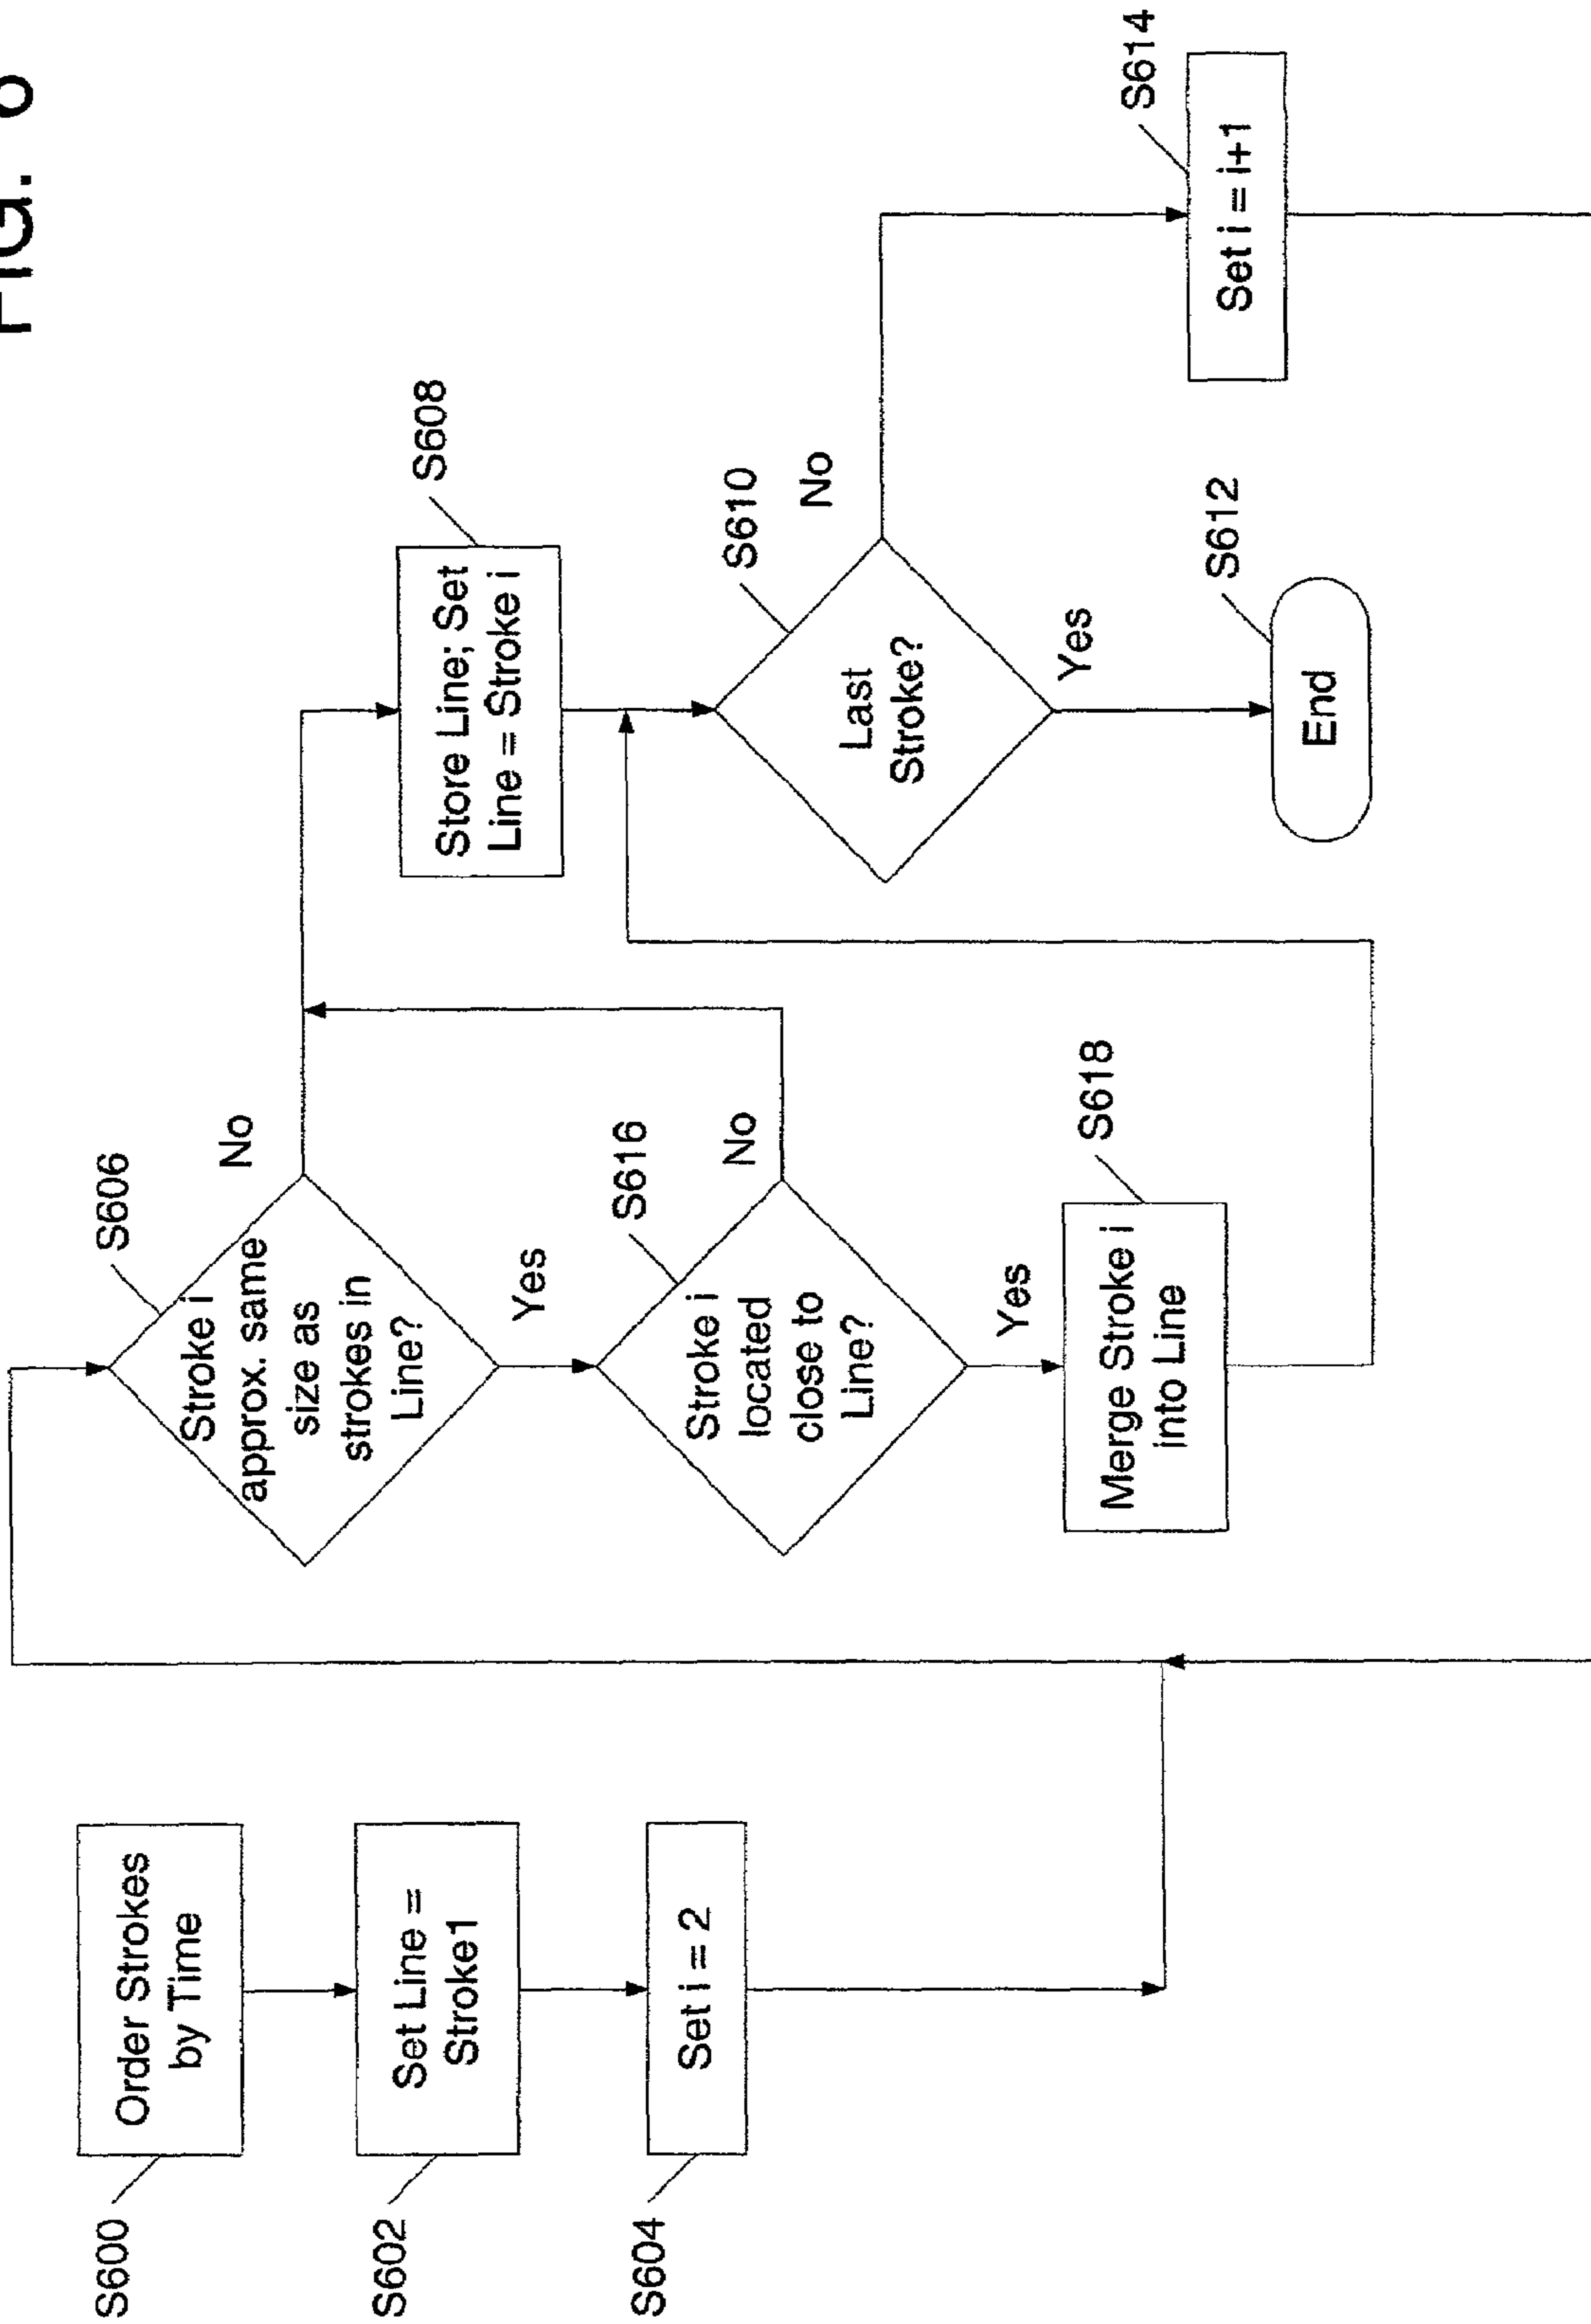 FIG. 6
S600
Order Strokes
by Time
S602
Set Line =
Stroke1
S604
Set i = 2
S606
Stroke i
approx. same
size as
strokes in
Line?
No
Yes
S616
Stroke i
located
close to
Line?
No
Yes
S618
Merge Stroke i
into Line
S608
Store Line; Set
Line = Stroke i
S610
Last
Stroke?
No
Yes
S612
End
S614
Set i = i+1